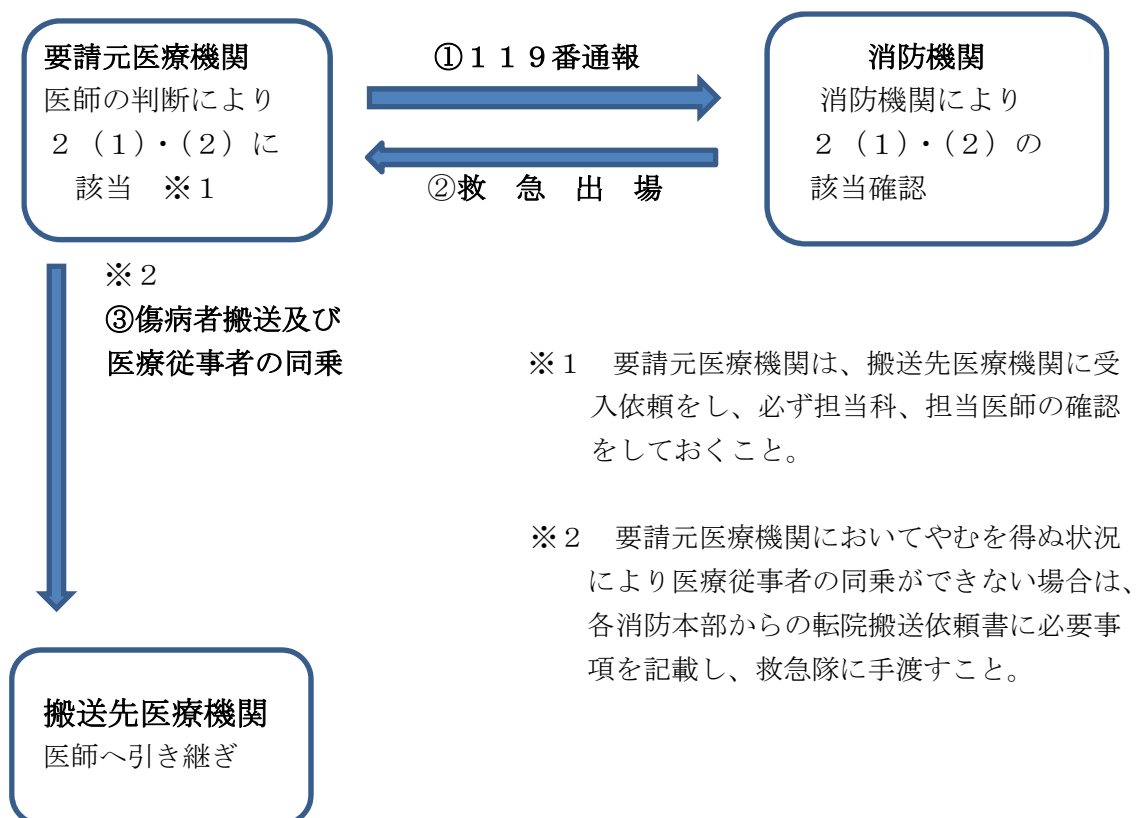 要請元医療機関
医師の判断により
２（１）・（２）に
該当　※１
①１１９番通報
②救　急　出　場
消防機関
消防機関により
２（１）・（２）の
該当確認
※２
③傷病者搬送及び
医療従事者の同乗
※１　要請元医療機関は、搬送先医療機関に受
入依頼をし、必ず担当科、担当医師の確認
をしておくこと。
※２　要請元医療機関においてやむを得ぬ状況
により医療従事者の同乗ができない場合は、
各消防本部からの転院搬送依頼書に必要事
項を記載し、救急隊に手渡すこと。
搬送先医療機関
医師へ引き継ぎ